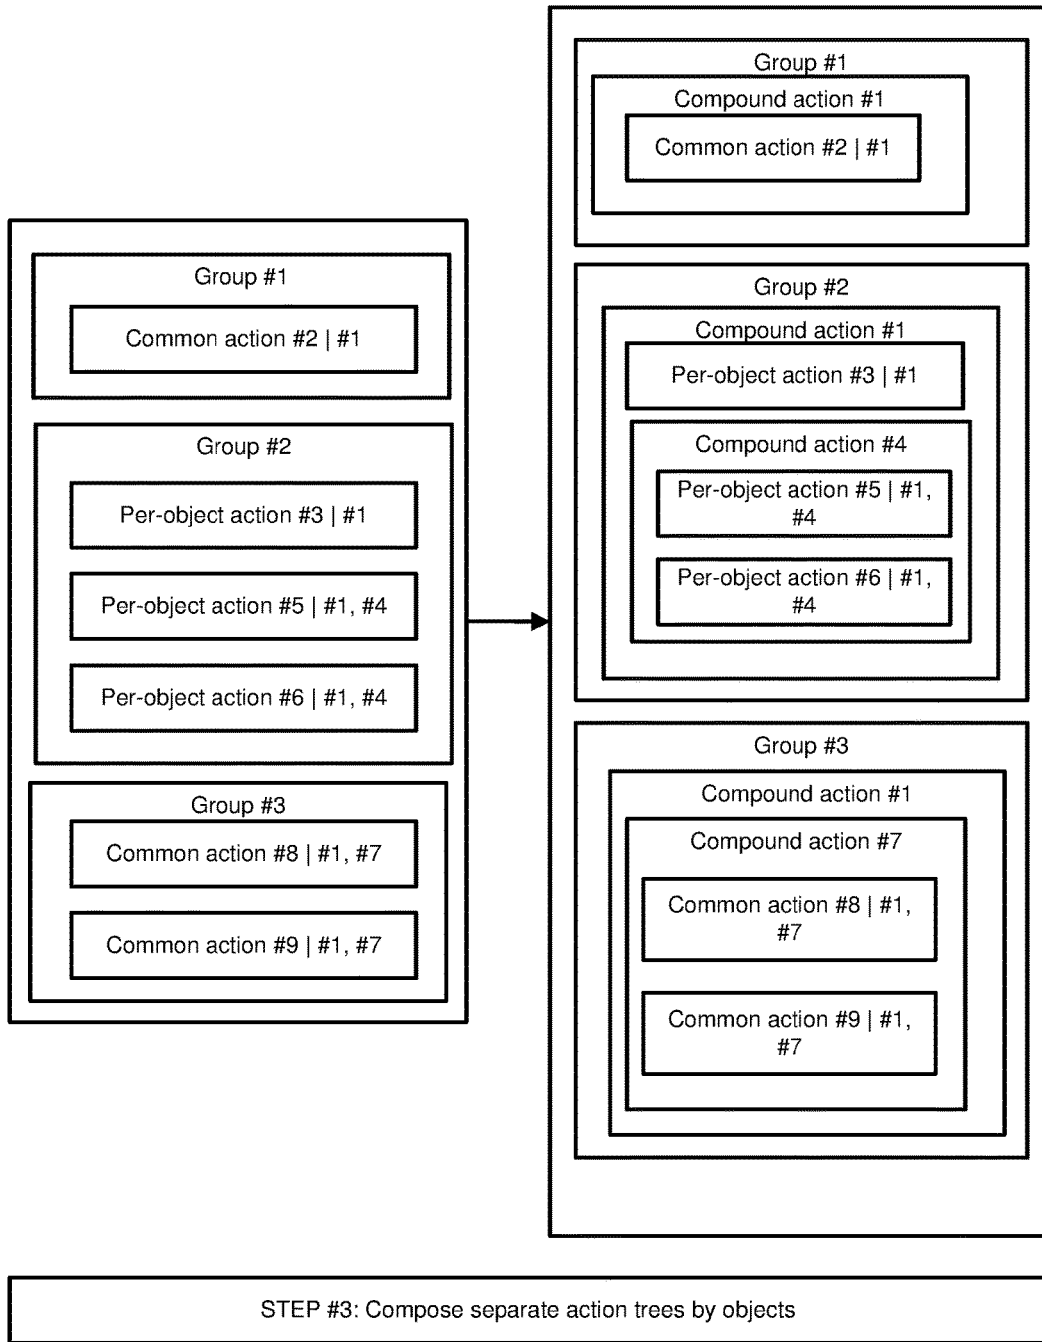 Group #1
Common action #2 | #1
Group #2
Per-object action #3 | #1
Per-object action #5 | #1, #4
Per-object action #6 | #1, #4
Group #3
Common action #8 | #1, #7
Common action #9 | #1, #7
Group #1
Compound action #1
Common action #2 | #1
Group #2
Compound action #1
Per-object action #3 | #1
Compound action #4
Per-object action #5 | #1,
#4
Per-object action #6 | #1,
#4
Group #3
Compound action #1
Compound action #7
Common action #8 | #1,
#7
Common action #9 | #1,
#7
STEP #3: Compose separate action trees by objects